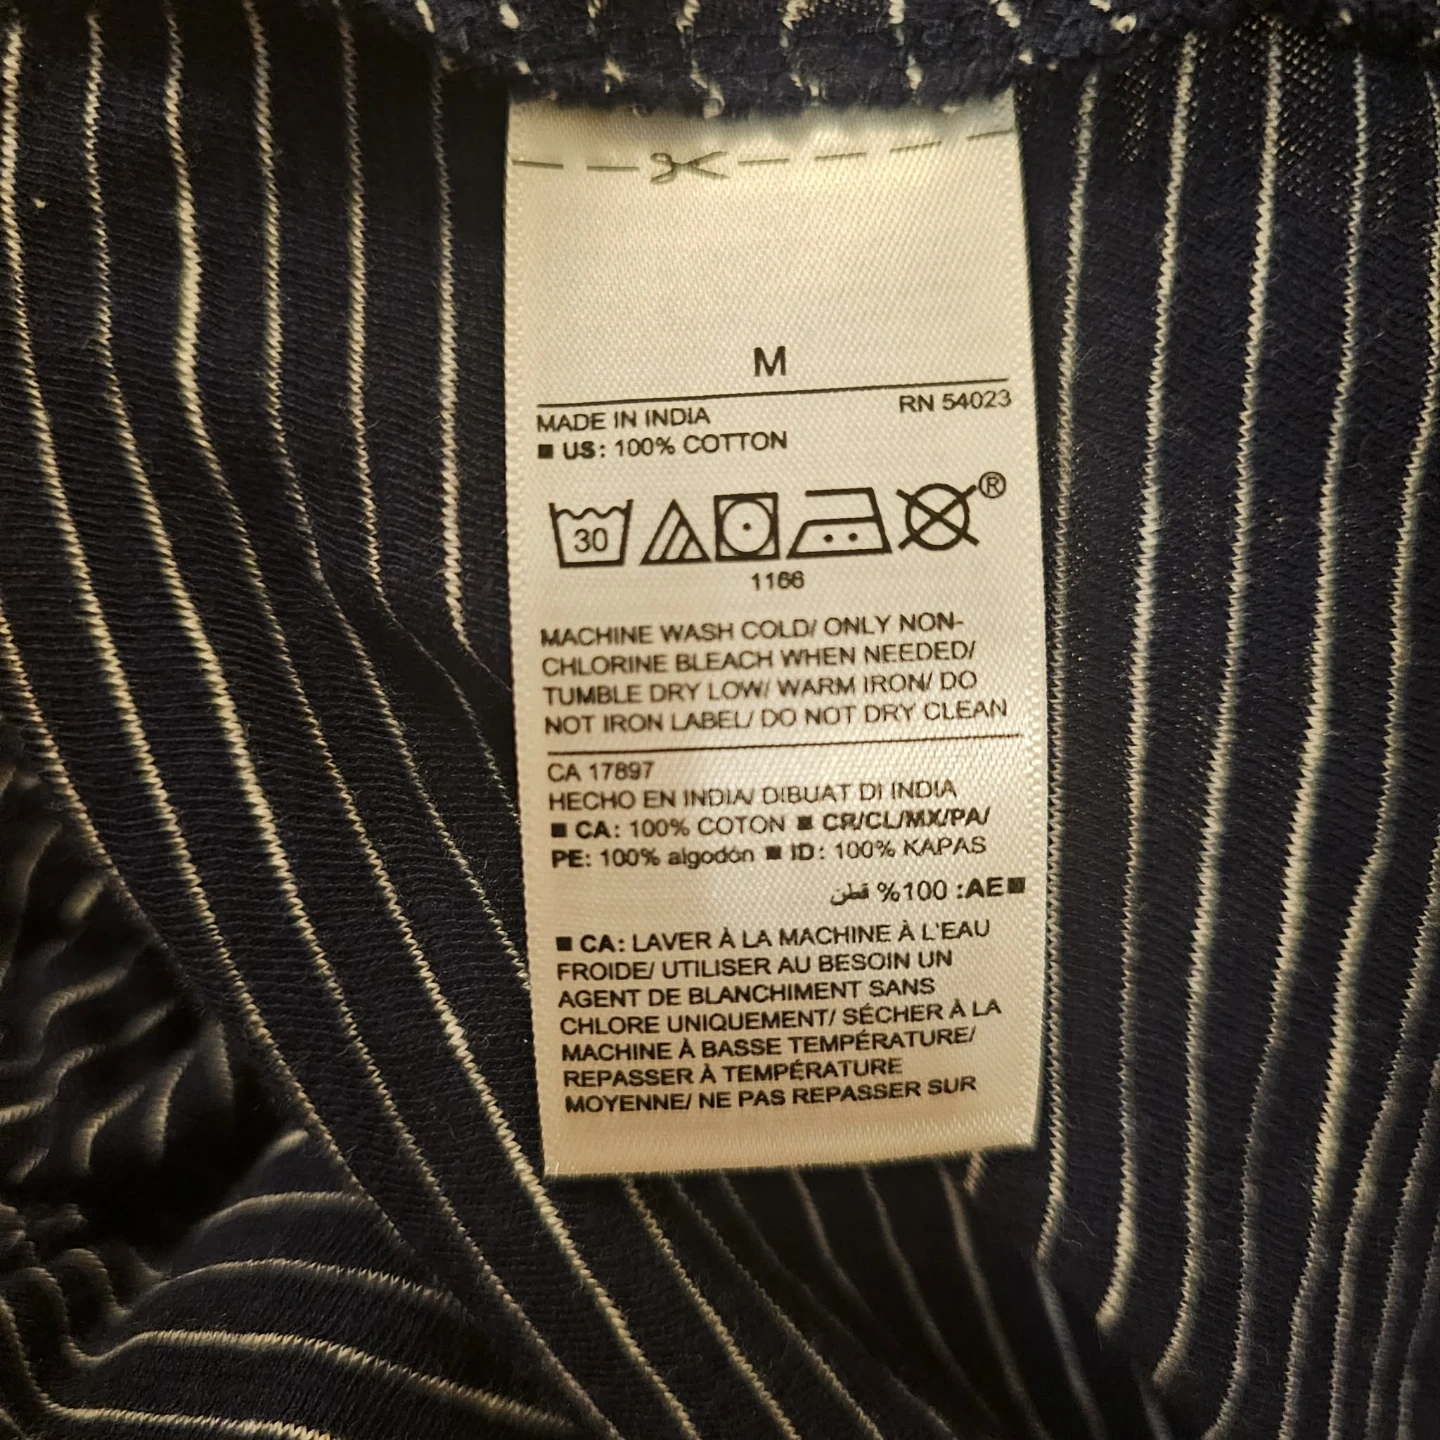 M
MADE IN INDIA RN 54023
■ US: 100% COTTON
30 ®
1166
MACHINE WASH COLD/ ONLY NON-
CHLORINE BLEACH WHEN NEEDED/
TUMBLE DRY LOW/ WARM IRON/ DO
NOT IRON LABEL/ DO NOT DRY CLEAN
CA 17897
HECHO EN INDIA/ DIBUAT DI INDIA
■ CA: 100% COTON ■ CR/CL/MX/PA/
PE: 100% algodón ■ ID: 100% KAPAS
■AE: 100% قطن
■ CA: LAVER À LA MACHINE À L'EAU
FROIDE/ UTILISER AU BESOIN UN
AGENT DE BLANCHIMENT SANS
CHLORE UNIQUEMENT/ SÉCHER À LA
MACHINE À BASSE TEMPÉRATURE/
REPASSER À TEMPÉRATURE
MOYENNE/ NE PAS REPASSER SUR